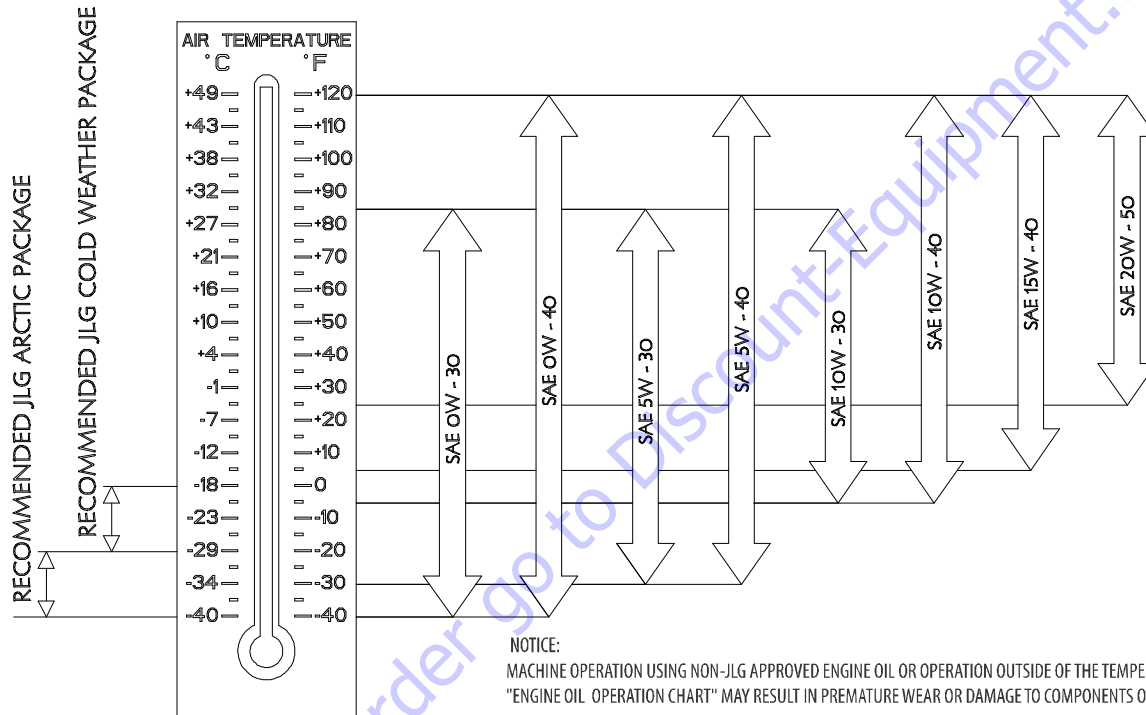 RECOMMENDED JLG ARCTIC PACKAGE
RECOMMENDED JLG COLD WEATHER PACKAGE
AIR TEMPERATURE
°C °F
+49 +120
+43 +110
+38 +100
+32 +90
+27 +80
+21 +70
+16 +60
+10 +50
+4 +40
-1 +30
-7 +20
-12 +10
-18 0
-23 -10
-29 -20
-34 -30
-40 -40
SAE 0W - 30
SAE 0W - 40
SAE 5W - 30
SAE 5W - 40
SAE 10W - 30
SAE 10W - 40
SAE 15W - 40
SAE 20W - 50
NOTICE:
MACHINE OPERATION USING NON-JLG APPROVED ENGINE OIL OR OPERATION OUTSIDE OF THE TEMPE
"ENGINE OIL OPERATION CHART" MAY RESULT IN PREMATURE WEAR OR DAMAGE TO COMPONENTS O
rder go to Discount-Equipment.